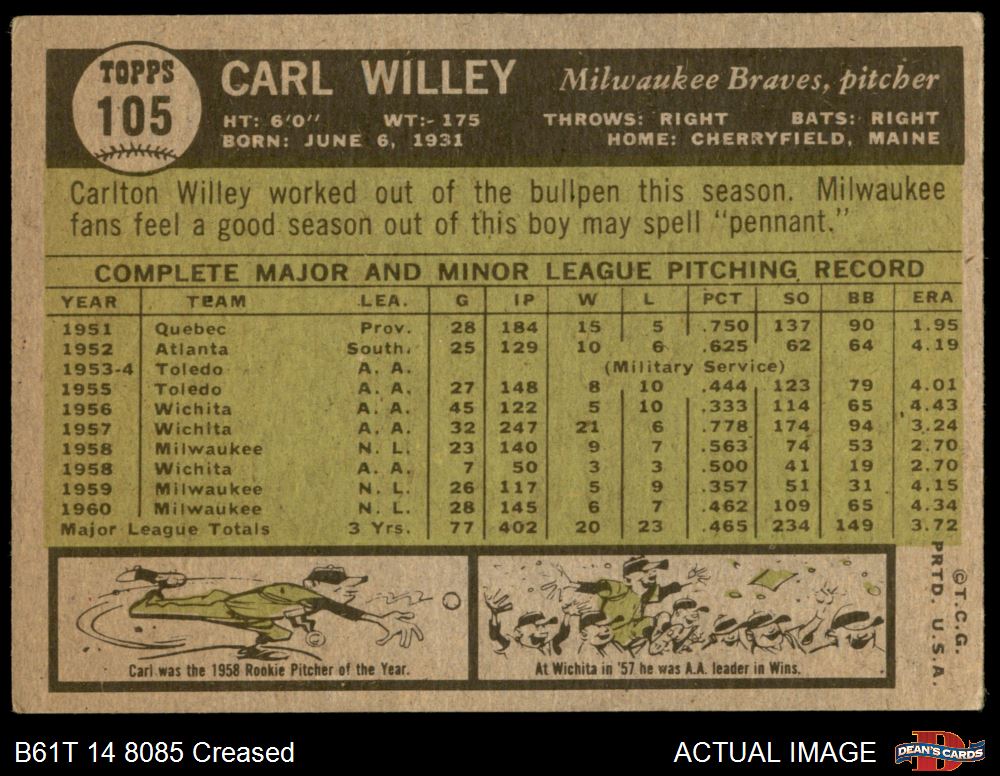 TOPPS
105
CARL WILLEY Milwaukee Braves, pitcher
HT: 6'0" WT:- 175 THROWS: RIGHT BATS: RIGHT
BORN: JUNE 6, 1931 HOME: CHERRYFIELD, MAINE
Carlton Willey worked out of the bullpen this season. Milwaukee
fans feel a good season out of this boy may spell "pennant."
COMPLETE MAJOR AND MINOR LEAGUE PITCHING RECORD
YEAR TEAM LEA. G IP W L PCT SO BB ERA
1951 Quebec Prov. 28 184 15 5 .750 137 90 1.95
1952 Atlanta South. 25 129 10 6 .625 62 64 4.19
1953-4 Toledo A. A. (Military Service)
1955 Toledo A. A. 27 148 8 10 .444 123 79 4.01
1956 Wichita A. A. 45 122 5 10 .333 114 65 4.43
1957 Wichita A. A. 32 247 21 6 .778 174 94 3.24
1958 Milwaukee N. L. 23 140 9 7 .563 74 53 2.70
1958 Wichita A. A. 7 50 3 3 .500 41 19 2.70
1959 Milwaukee N. L. 26 117 5 9 .357 51 31 4.15
1960 Milwaukee N. L. 28 145 6 7 .462 109 65 4.34
Major League Totals 3 Yrs. 77 402 20 23 .465 234 149 3.72
Carl was the 1958 Rookie Pitcher of the Year.
At Wichita in '57 he was A.A. leader in Wins.
© T.C.G.
PRTD. U.S.A.
B61T 14 8085 Creased
ACTUAL IMAGE
DEAN'S CARDS